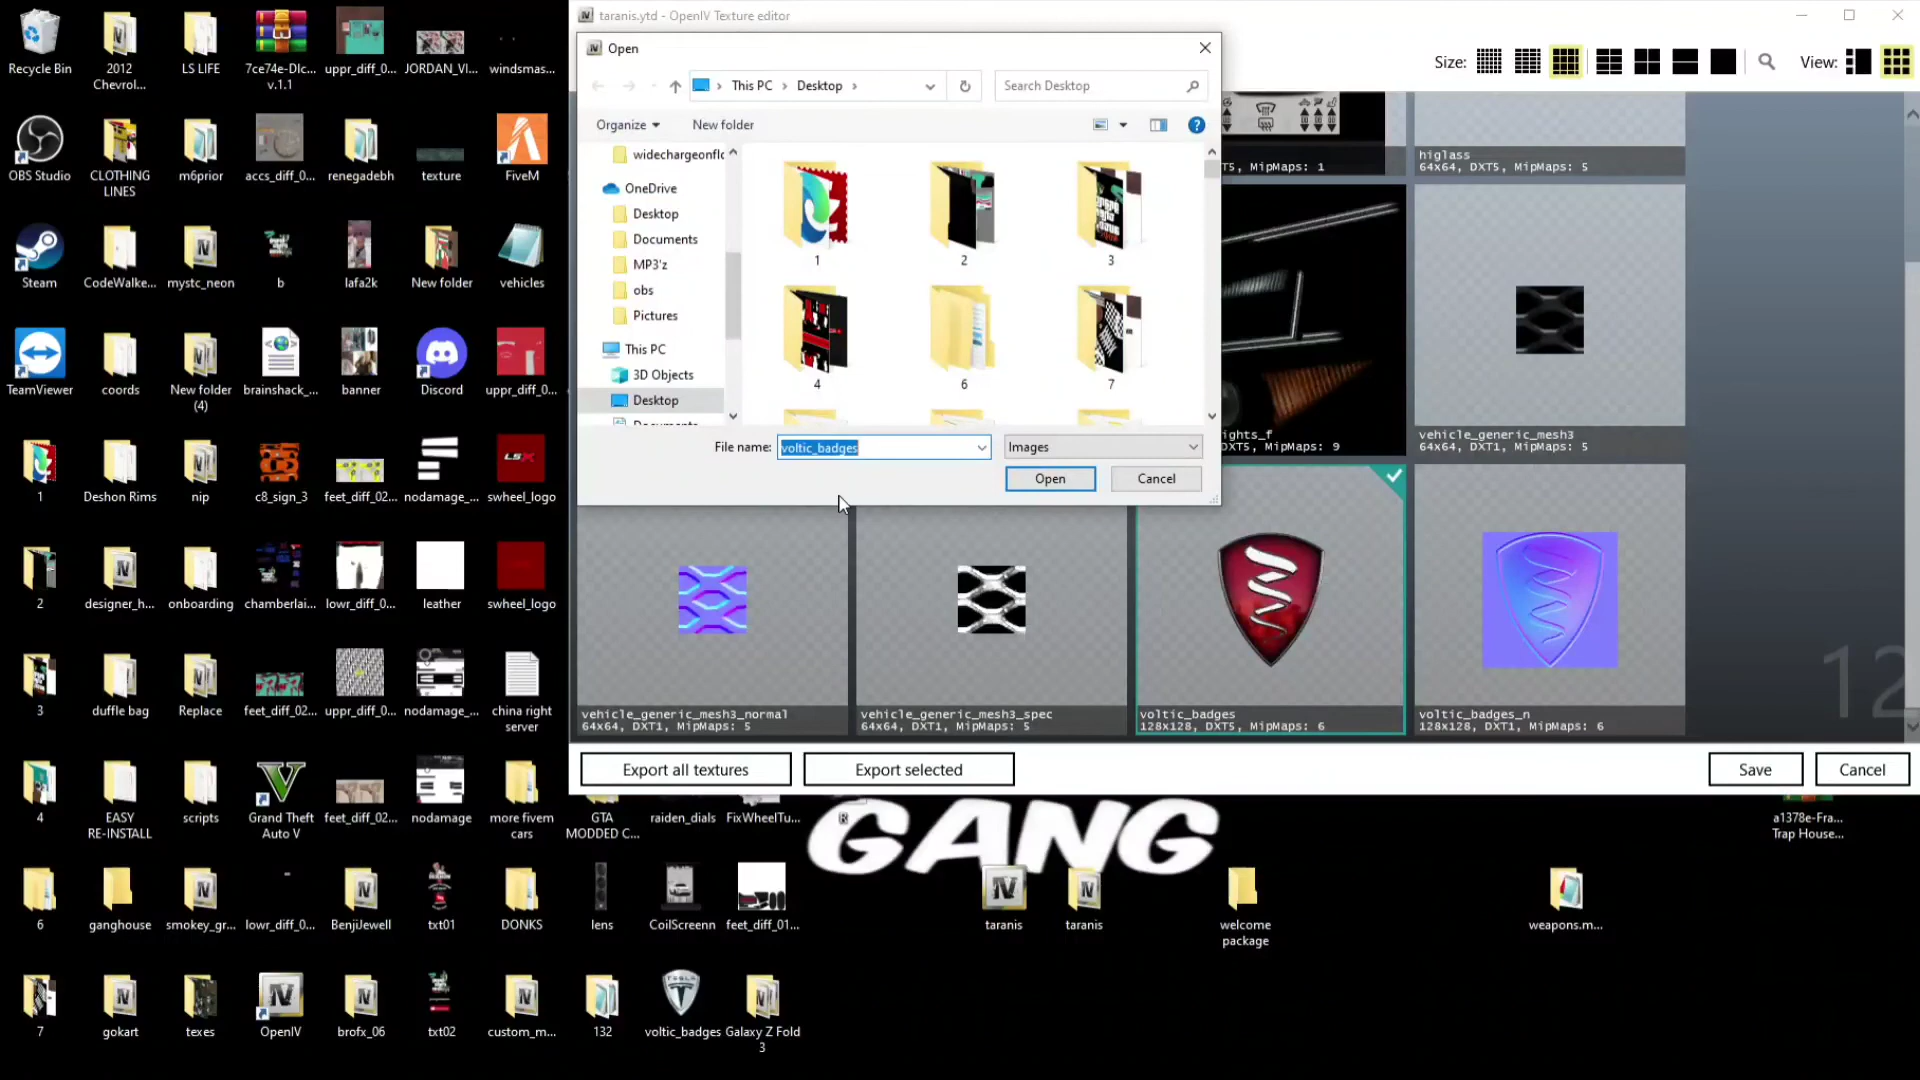 taranis.ytd - OpenIV Texture editor
Open
This PC
Desktop
Search Desktop
Organize
New folder
widechargeonflc
OneDrive
Desktop
Documents
MP3'z
obs
Pictures
This PC
3D Objects
Desktop
1
2
3
4
6
7
File name:
voltic_badges
Images
Open
Cancel
Size:
View:
T5, MipMaps: 1
higlass
64x64, DXT5, MipMaps: 5
ights_f
DXT5, MipMaps: 9
vehicle_generic_mesh3
64x64, DXT1, MipMaps: 5
vehicle_generic_mesh3_normal
64x64, DXT1, MipMaps: 5
vehicle_generic_mesh3_spec
64x64, DXT1, MipMaps: 5
voltic_badges
128x128, DXT5, MipMaps: 6
voltic_badges_n
128x128, DXT1, MipMaps: 6
12
Export all textures
Export selected
Save
Cancel
Recycle Bin
2012
Chevrol...
LS LIFE
7ce74e-Dlc...
v.1.1
uppr_diff_0...
JORDAN_VI...
windsmas...
OBS Studio
CLOTHING
LINES
m6prior
accs_diff_0...
renegadebh
texture
FiveM
Steam
CodeWalke...
mystc_neon
b
lafa2k
New folder
vehicles
TeamViewer
coords
New folder
(4)
brainshack_...
banner
Discord
uppr_diff_0...
1
Deshon Rims
nip
c8_sign_3
feet_diff_02...
nodamage_...
swheel_logo
LSX
2
designer_h...
onboarding
chamberlai...
lowr_diff_0...
leather
swheel_logo
3
duffle bag
Replace
feet_diff_02...
uppr_diff_0...
nodamage_...
china right
server
4
EASY
RE-INSTALL
scripts
Grand Theft
Auto V
feet_diff_02...
nodamage
more fivem
cars
GTA
MODDED C...
raiden_dials
FixWheelTu...
R
GANG
a1378e-Fra...
Trap House...
6
ganghouse
smokey_gr...
lowr_diff_0...
BenjiJewell
txt01
DONKS
lens
CoilScreenn
feet_diff_01...
taranis
taranis
welcome
package
weapons.m...
7
gokart
texes
OpenIV
brofx_06
txt02
custom_m...
132
voltic_badges
Galaxy Z Fold
3